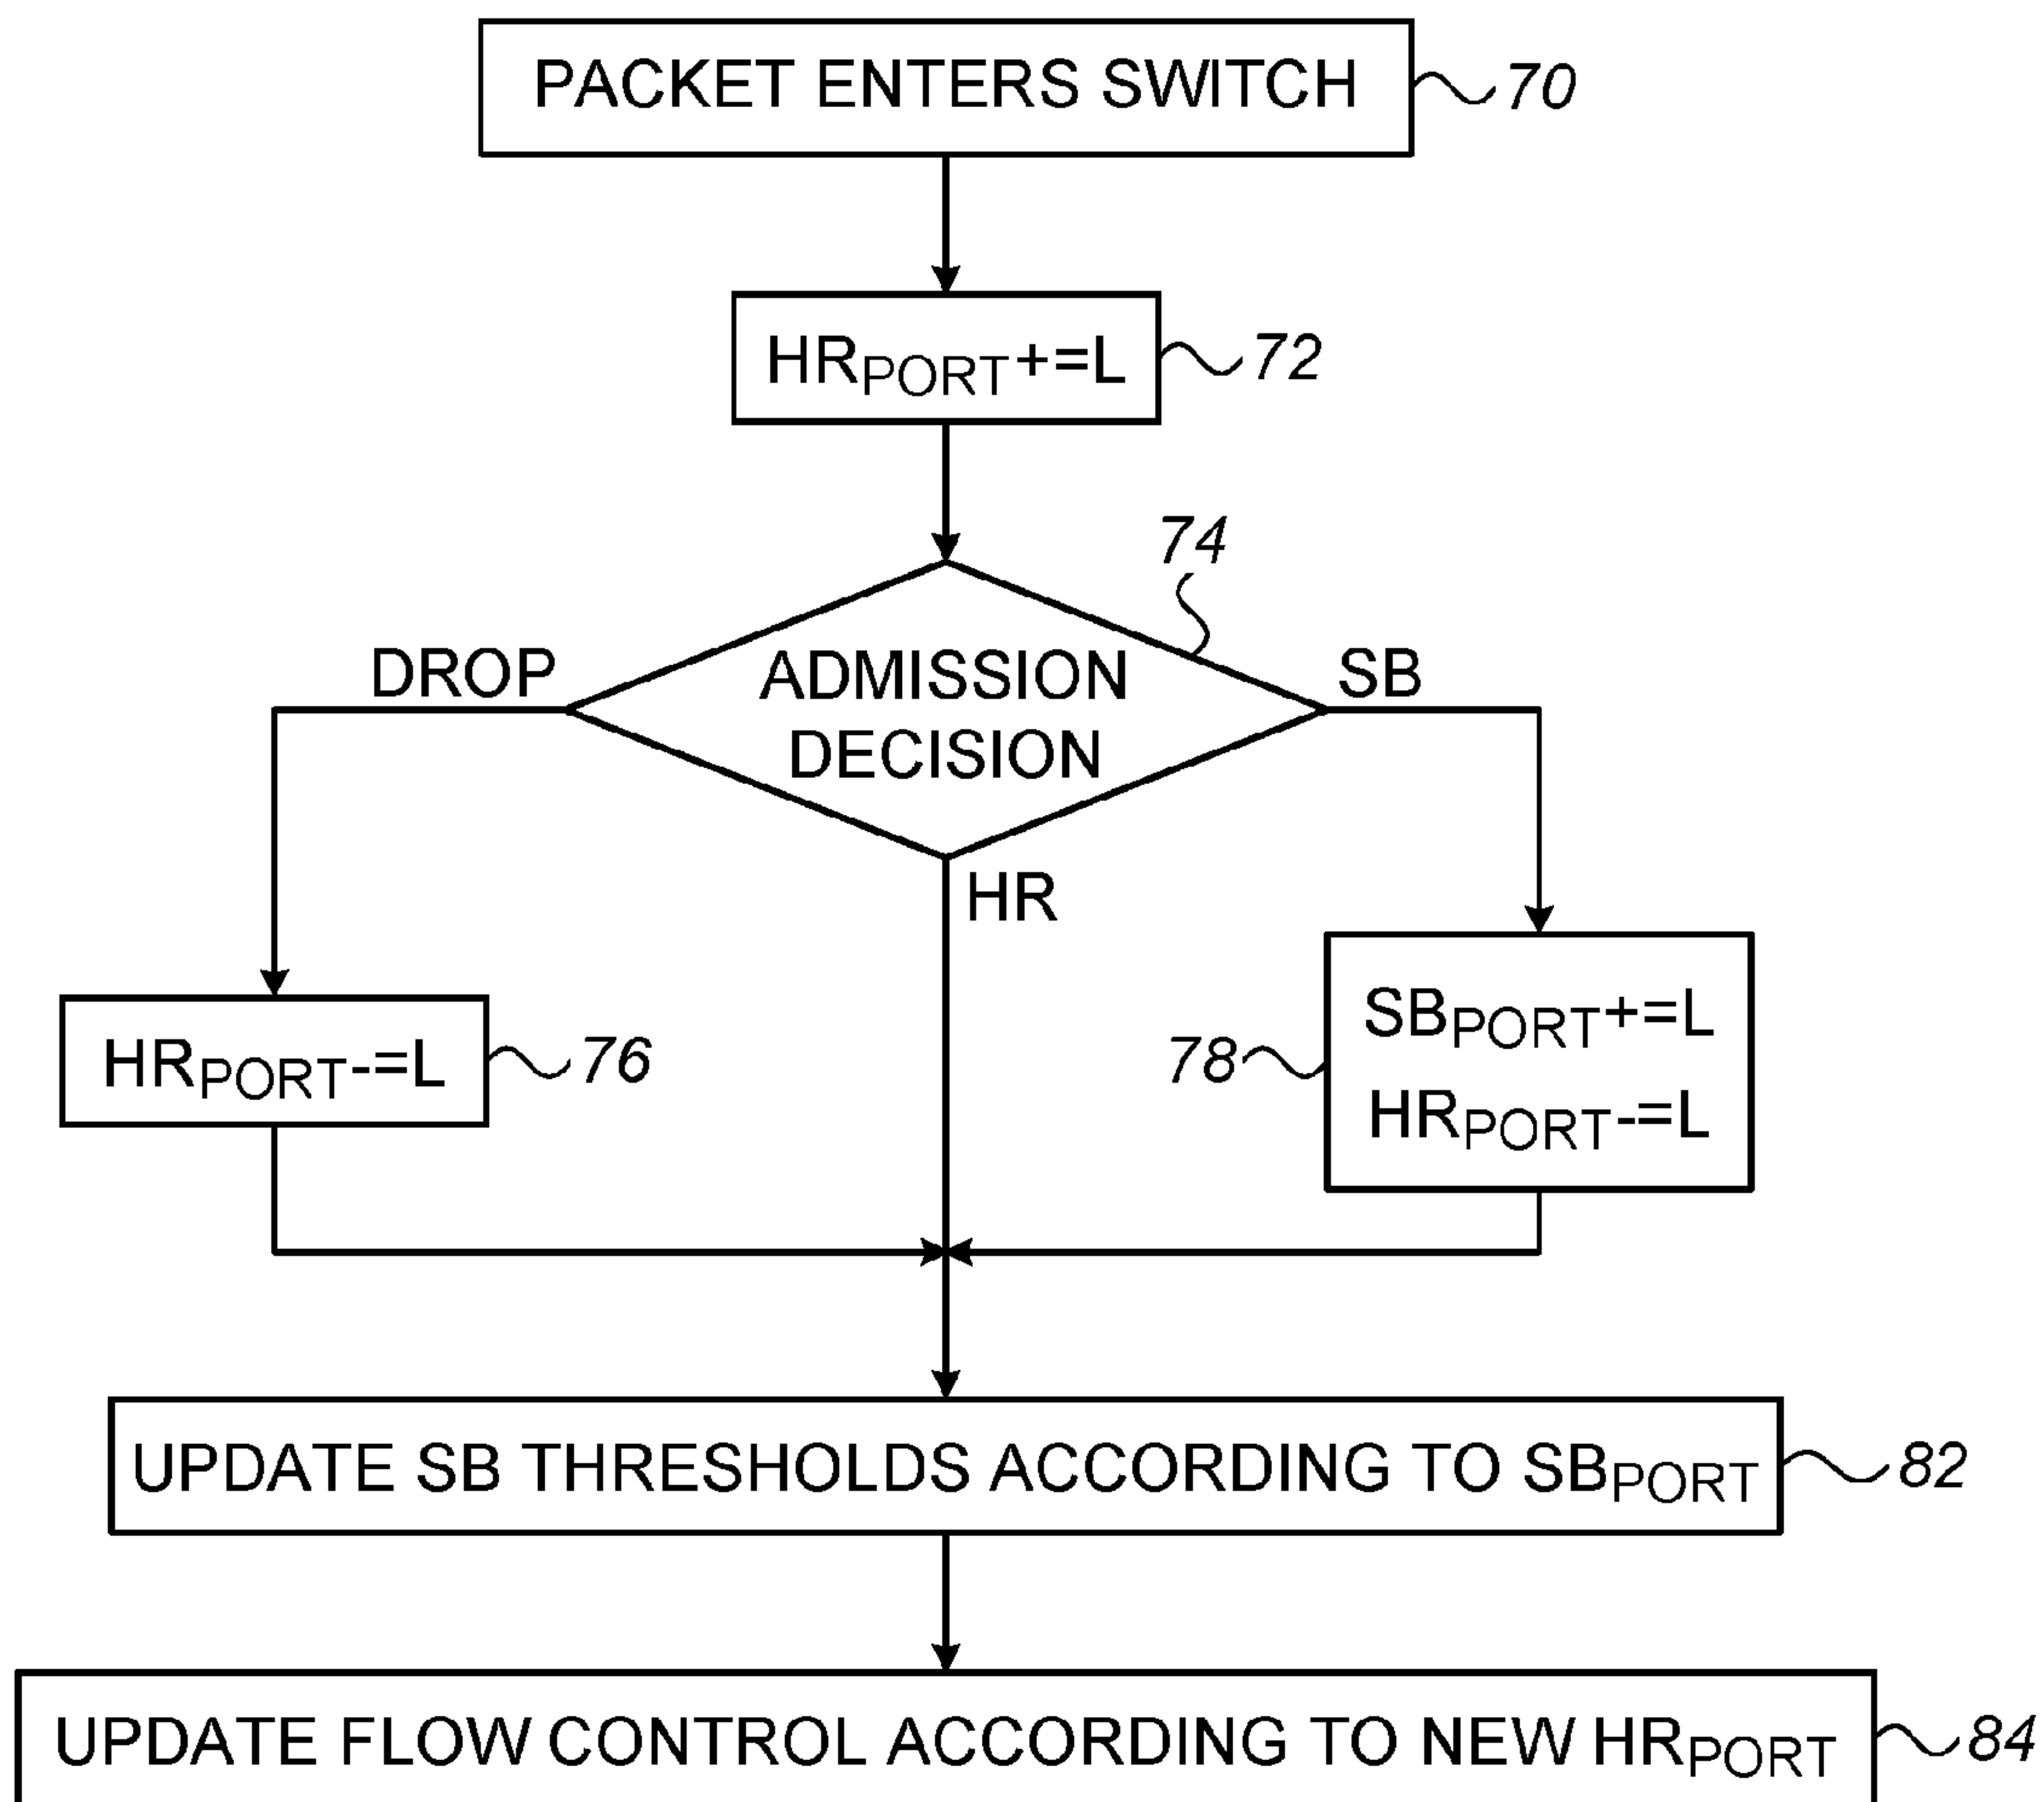 PACKET ENTERS SWITCH
70
HRPORT+=L
72
74
DROP
ADMISSION
DECISION
SB
HR
HRPORT-=L
76
78
SBPORT+=L
HRPORT-=L
UPDATE SB THRESHOLDS ACCORDING TO SBPORT
82
UPDATE FLOW CONTROL ACCORDING TO NEW HRPORT
84